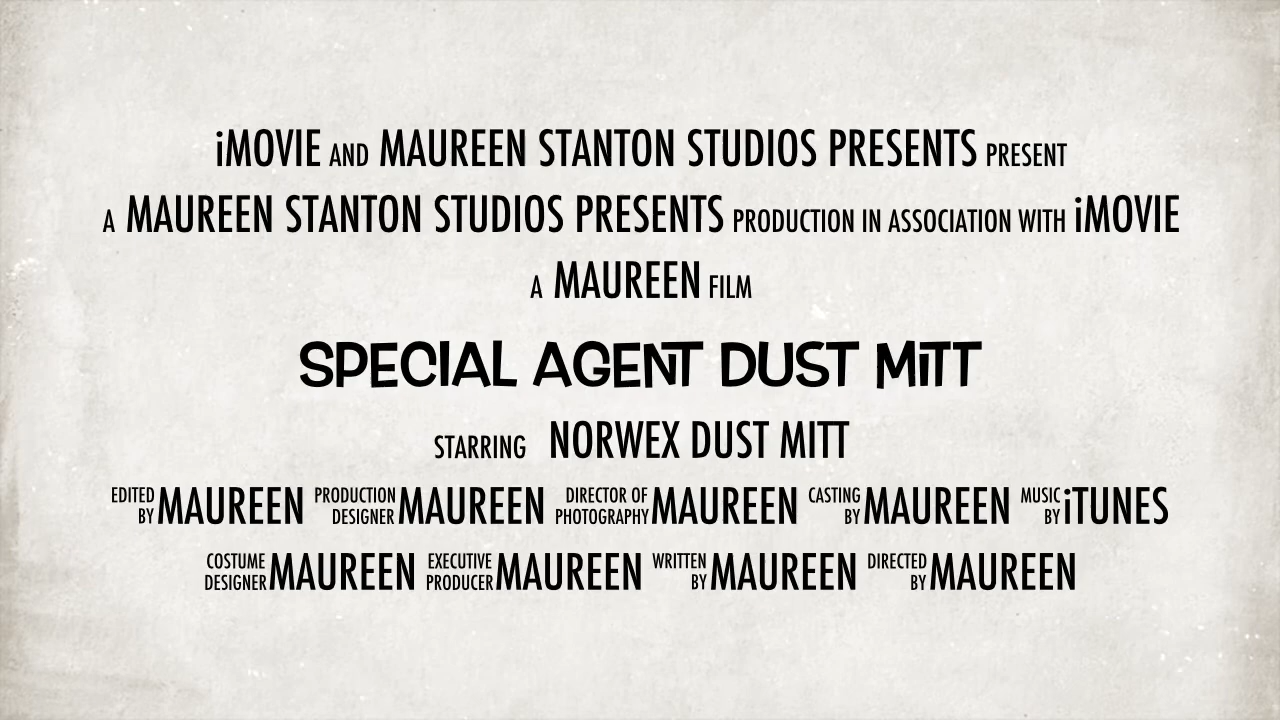 iMOVIE AND MAUREEN STANTON STUDIOS PRESENTS PRESENT
A MAUREEN STANTON STUDIOS PRESENTS PRODUCTION IN ASSOCIATION WITH iMOVIE
A MAUREEN FILM
SPECIAL AGENT DUST MiTT
STARRING NORWEX DUST MITT
EDITED BY MAUREEN PRODUCTION DESIGNER MAUREEN DIRECTOR OF PHOTOGRAPHY MAUREEN CASTING BY MAUREEN MUSIC BY iTUNES
COSTUME DESIGNER MAUREEN EXECUTIVE PRODUCER MAUREEN WRITTEN BY MAUREEN DIRECTED BY MAUREEN